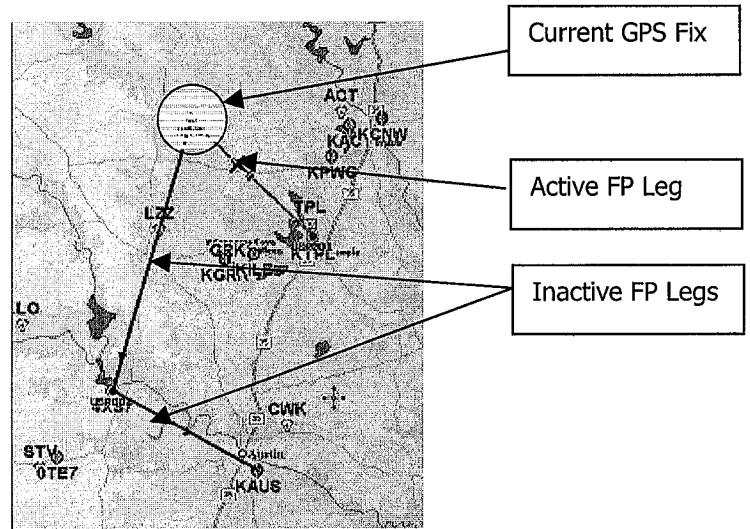 Current GPS Fix
Active FP Leg
Inactive FP Legs
ACT
KCNW
KPWG
TPL
LZZ
KTPL
KGRK
LO
CWK
STV
0TE7
Austin
KAUS